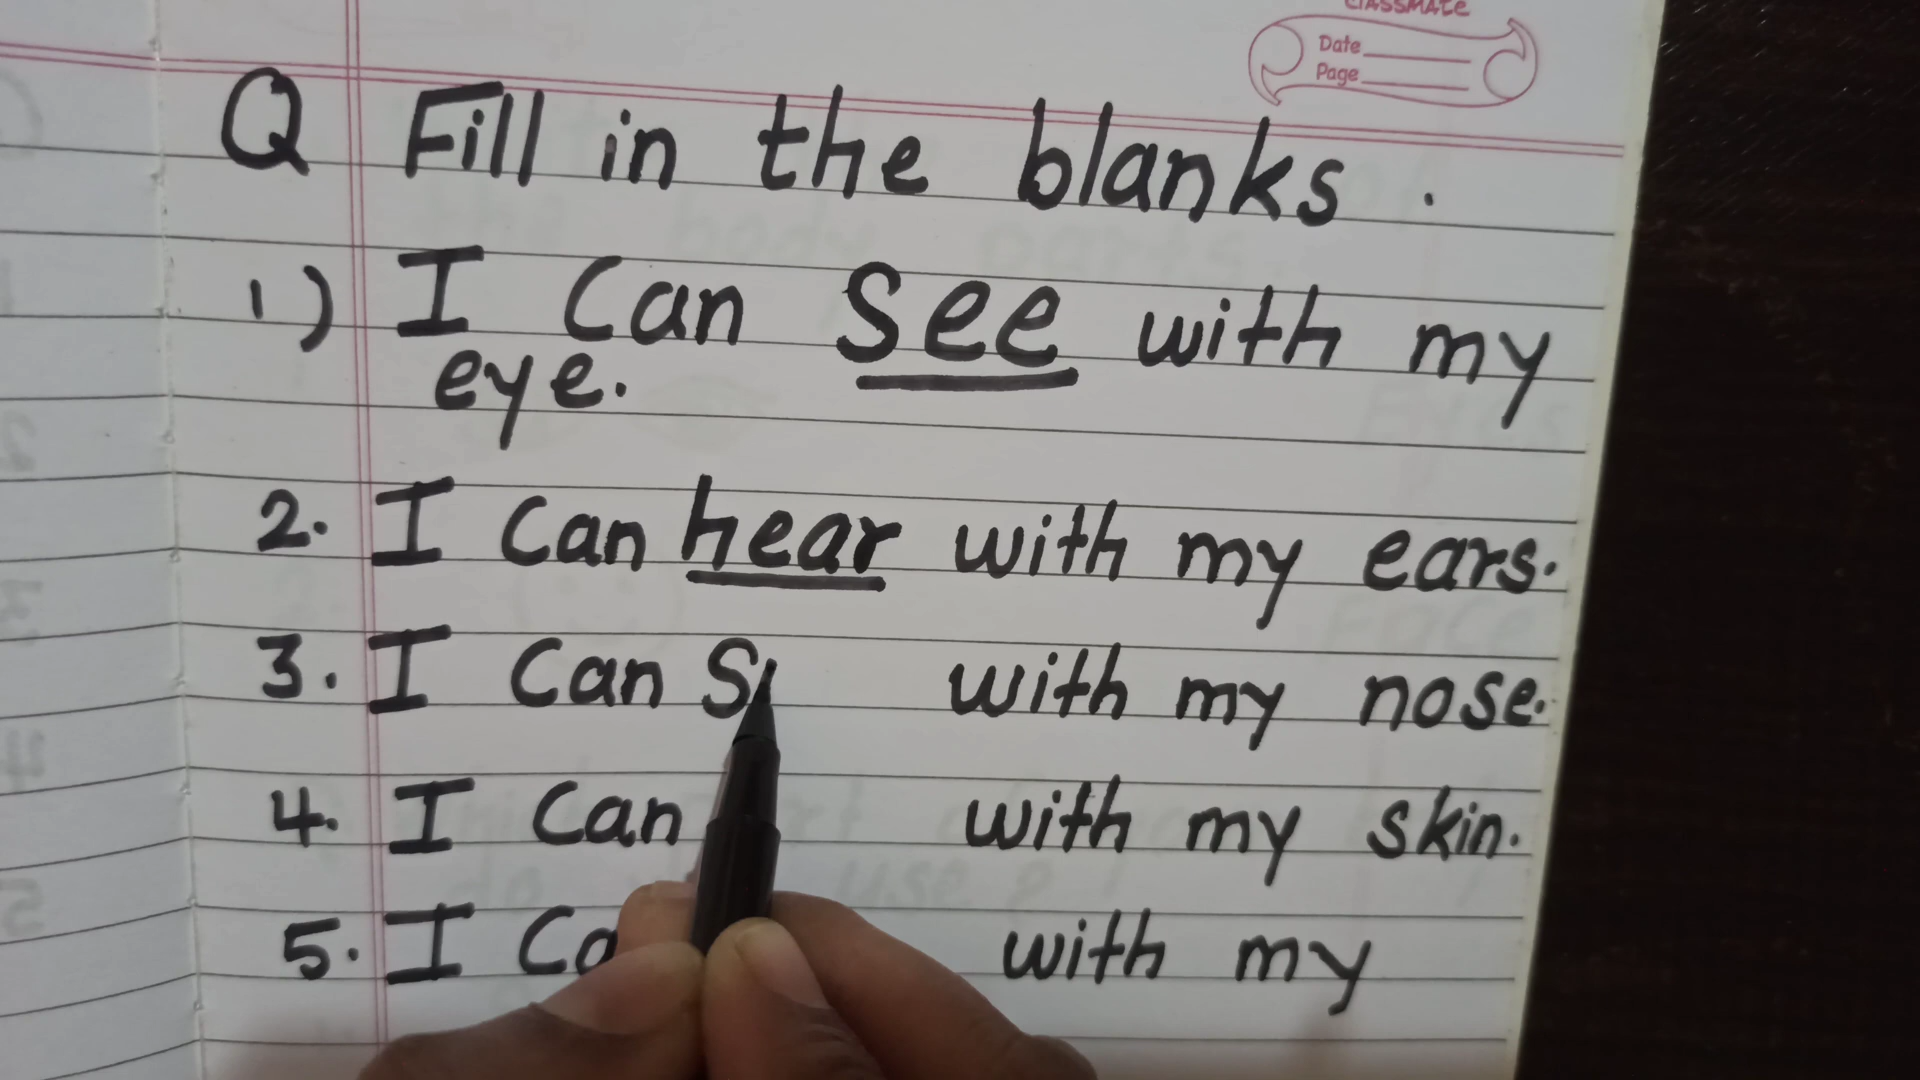 CLASSMATE
Date
Page
Q Fill in the blanks.
1) I Can See with my
eye.
2. I Can hear with my ears.
3. I Can S with my nose.
4. I Can with my skin.
5. I Ca with my